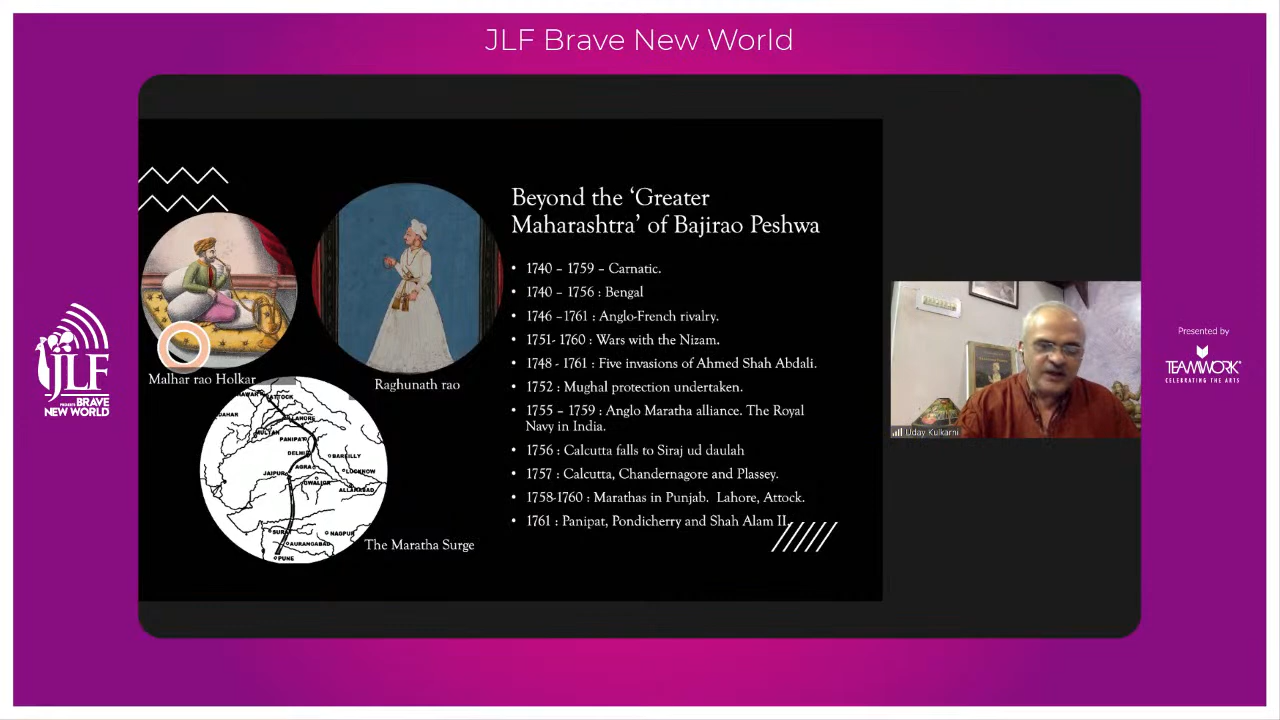 JLF Brave New World
Beyond the ‘Greater
Maharashtra’ of Bajirao Peshwa
• 1740 – 1759 – Carnatic.
• 1740 – 1756 : Bengal
• 1746 –1761 : Anglo-French rivalry.
• 1751- 1760 : Wars with the Nizam.
• 1748 - 1761 : Five invasions of Ahmed Shah Abdali.
• 1752 : Mughal protection undertaken.
• 1755 – 1759 : Anglo Maratha alliance. The Royal
Navy in India.
• 1756 : Calcutta falls to Siraj ud daulah
• 1757 : Calcutta, Chandernagore and Plassey.
• 1758-1760 : Marathas in Punjab. Lahore, Attock.
• 1761 : Panipat, Pondicherry and Shah Alam II.
Malhar rao Holkar
Raghunath rao
ATTOCK
LAHORE
MULTAN
PANIPAT
DELHI
BAREILLY
AGRA
LUCKNOW
JAIPUR
GWALIOR
ALLAHABAD
SURAT
NAGPUR
AURANGABAD
PUNE
The Maratha Surge
Uday Kulkarni
JLF
PRESENTS BRAVE
NEW WORLD
Presented by
TEAMWORK
CELEBRATING THE ARTS